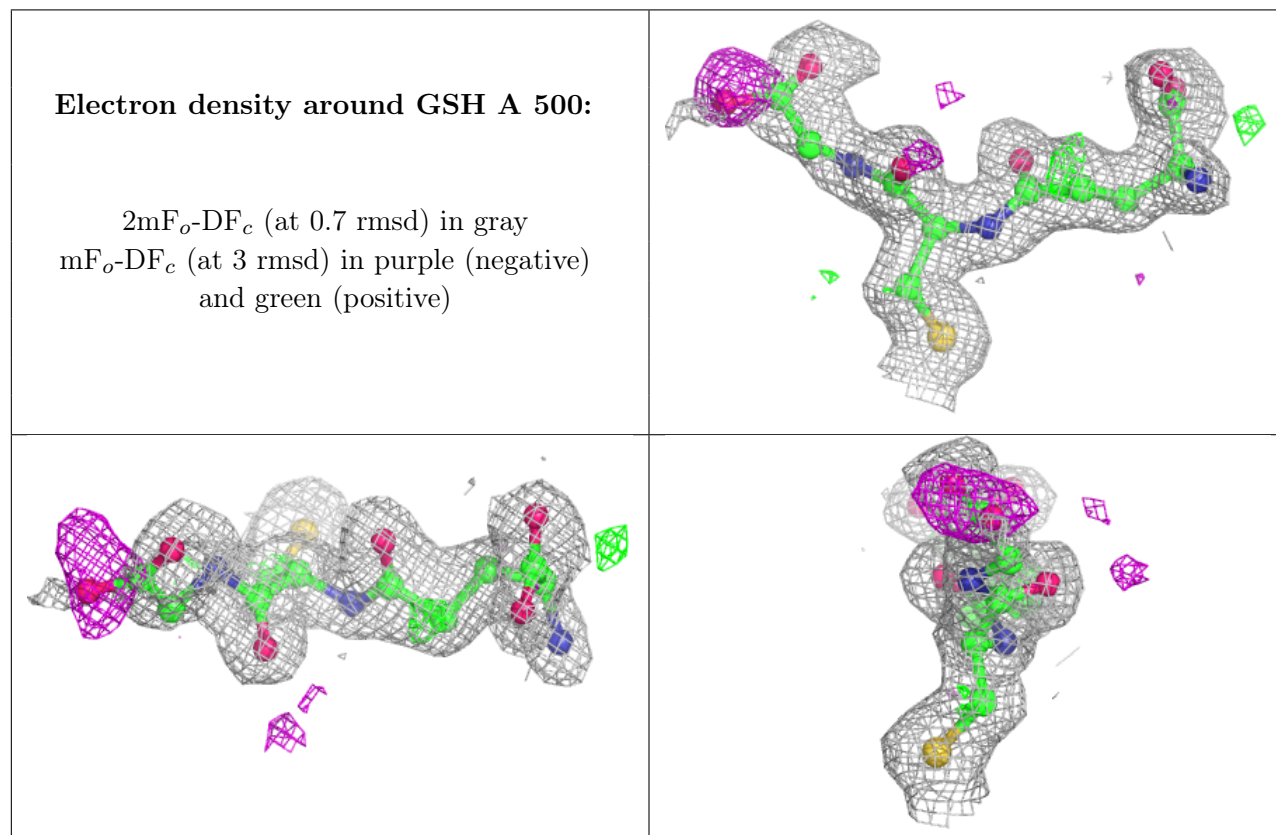 Electron density around GSH A 500:
2mFo-DFc (at 0.7 rmsd) in gray
mFo-DFc (at 3 rmsd) in purple (negative)
and green (positive)